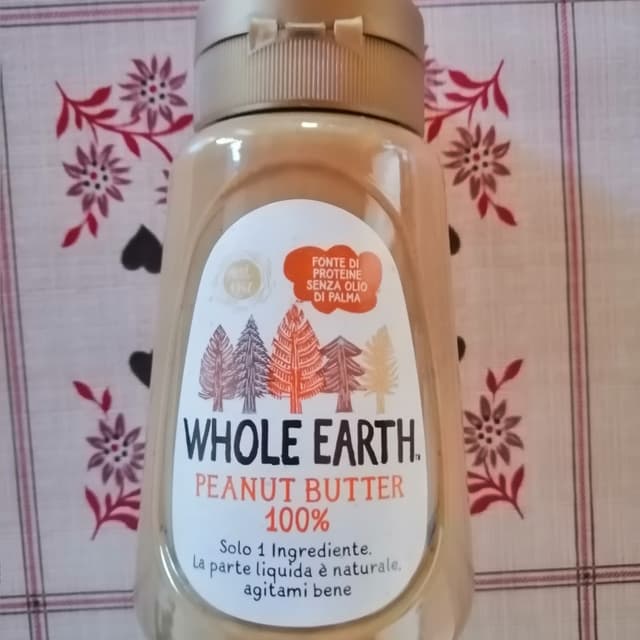 FONTE DI
PROTEINE
SENZA OLIO
DI PALMA
WHOLE EARTH
PEANUT BUTTER
100%
Solo 1 Ingrediente.
La parte liquida è naturale,
agitami bene